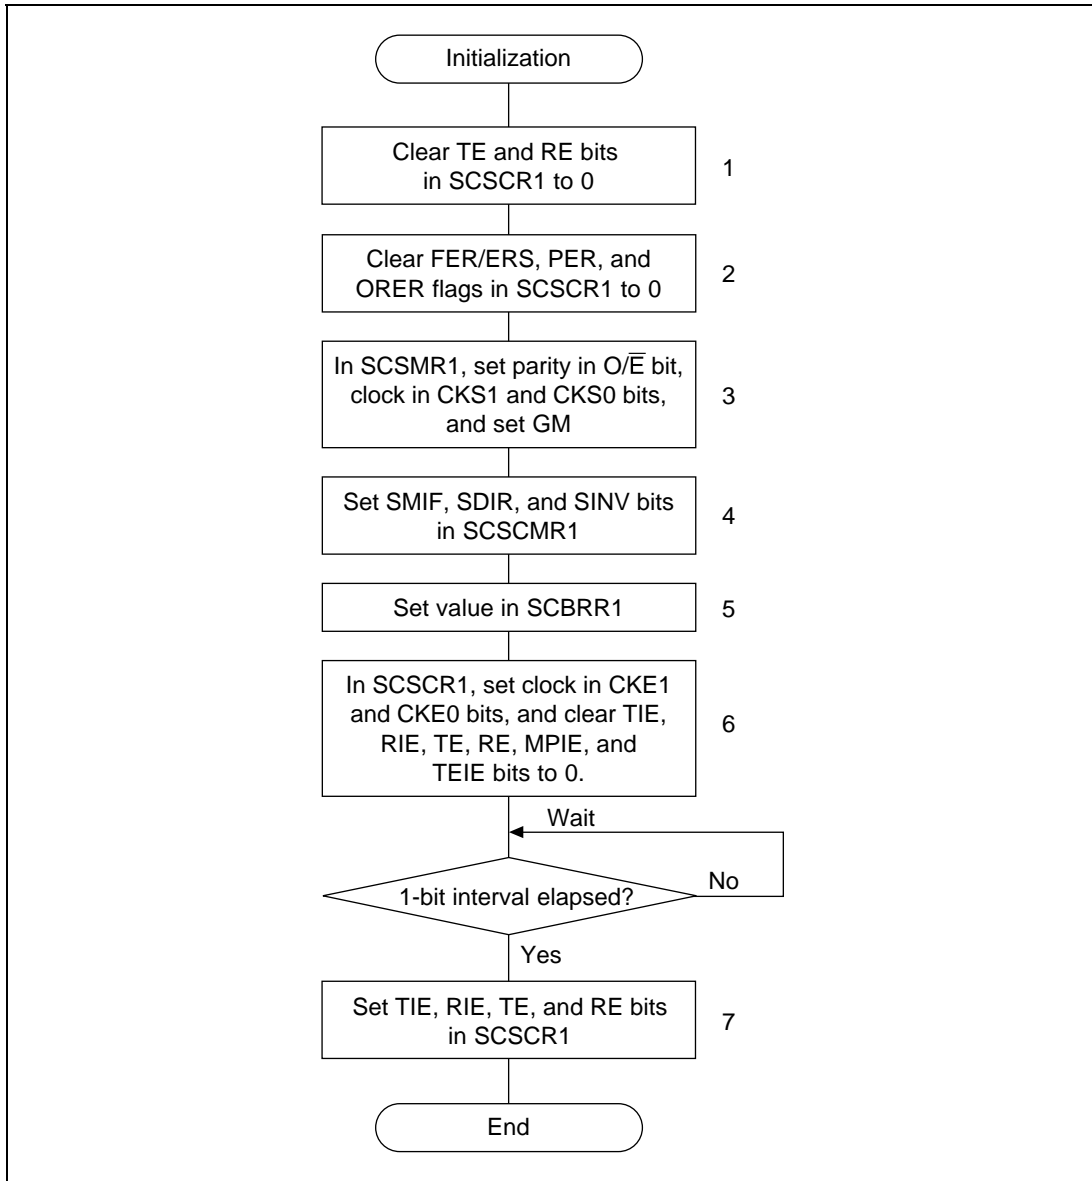 Initialization
Clear TE and RE bits
in SCSCR1 to 0
1
Clear FER/ERS, PER, and
ORER flags in SCSCR1 to 0
2
In SCSMR1, set parity in O/E̅ bit,
clock in CKS1 and CKS0 bits,
and set GM
3
Set SMIF, SDIR, and SINV bits
in SCSCMR1
4
Set value in SCBRR1
5
In SCSCR1, set clock in CKE1
and CKE0 bits, and clear TIE,
RIE, TE, RE, MPIE, and
TEIE bits to 0.
6
Wait
1-bit interval elapsed?
No
Yes
Set TIE, RIE, TE, and RE bits
in SCSCR1
7
End